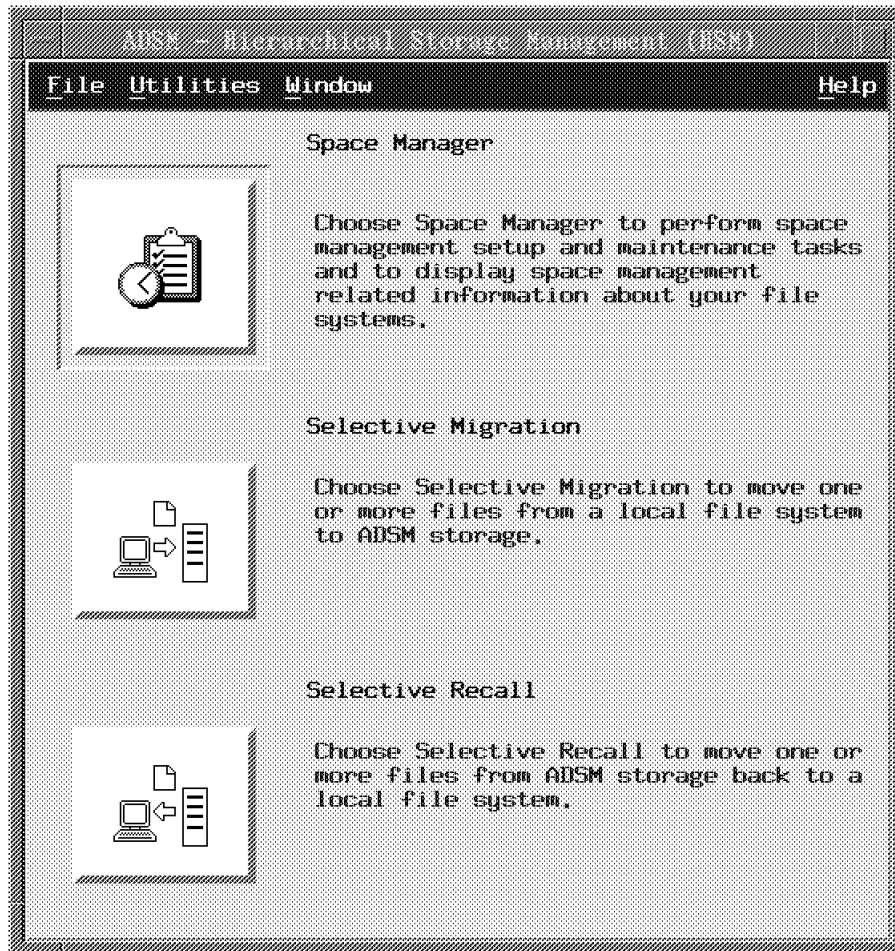 ADSM - Hierarchical Storage Management (HSM)
File Utilities Window Help
Space Manager
Choose Space Manager to perform space
management setup and maintenance tasks
and to display space management
related information about your file
systems.
Selective Migration
Choose Selective Migration to move one
or more files from a local file system
to ADSM storage.
Selective Recall
Choose Selective Recall to move one or
more files from ADSM storage back to a
local file system.